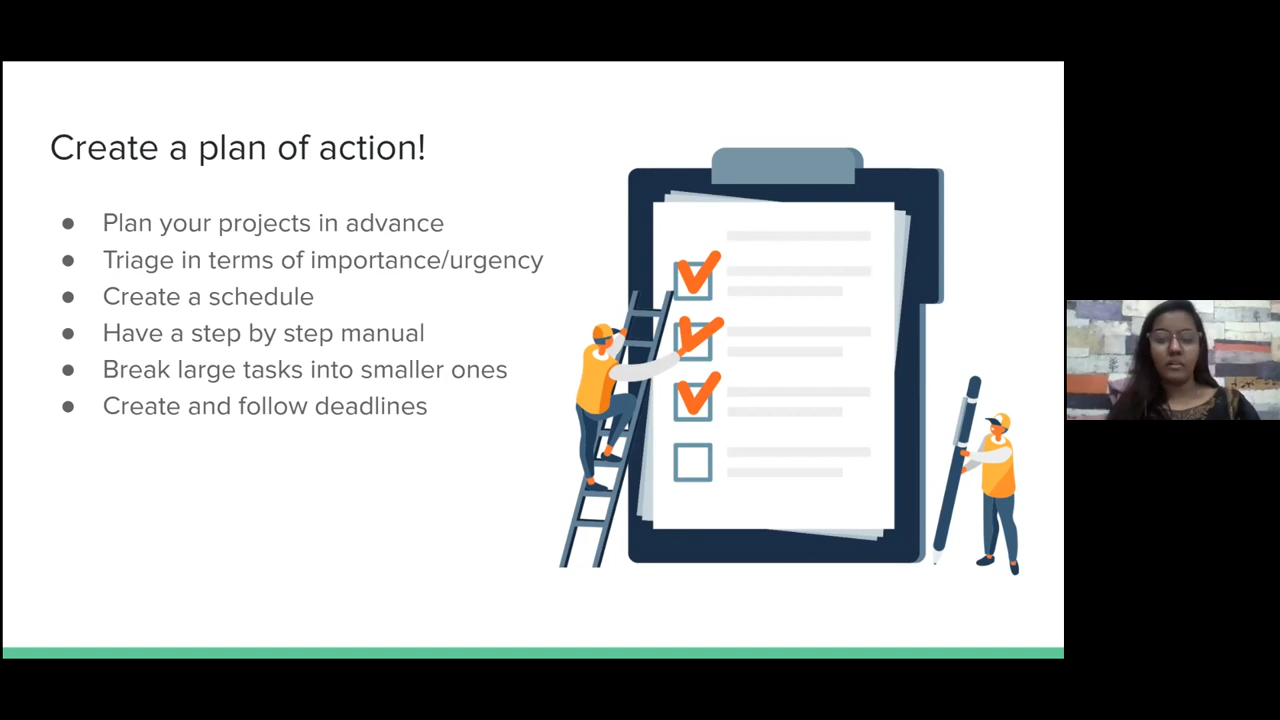 Create a plan of action!
● Plan your projects in advance
● Triage in terms of importance/urgency
● Create a schedule
● Have a step by step manual
● Break large tasks into smaller ones
● Create and follow deadlines